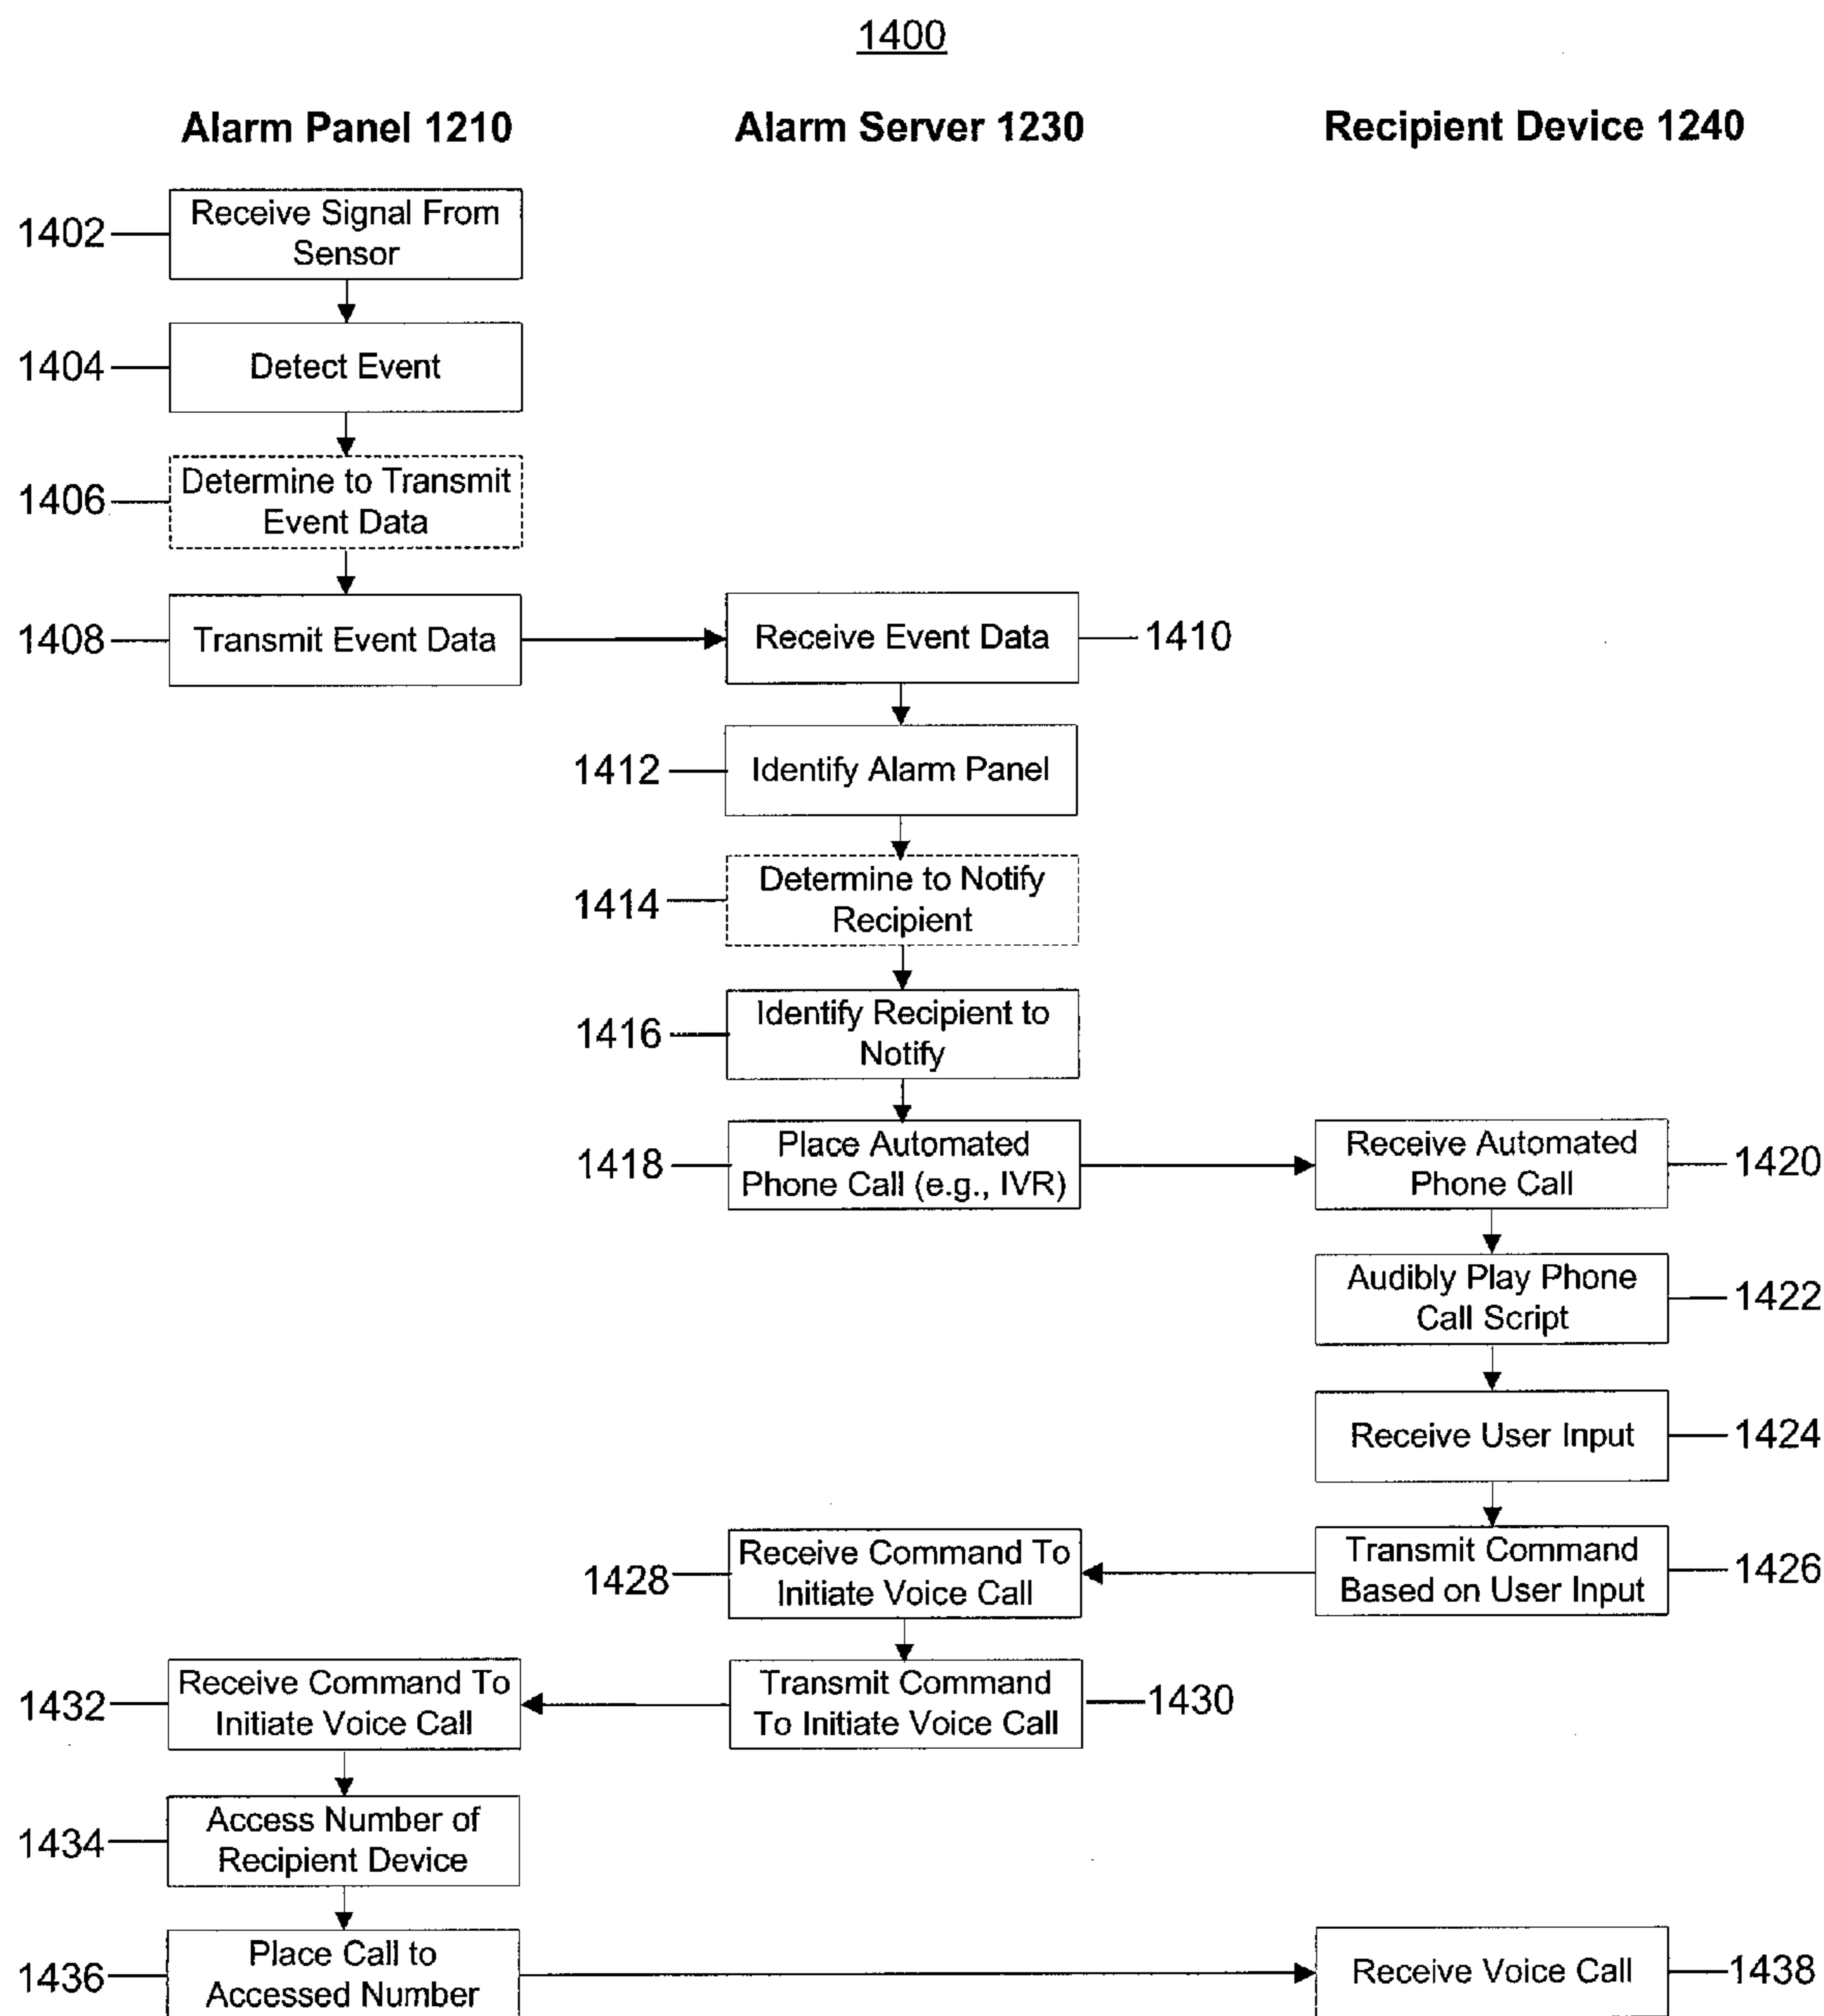 1400
Alarm Panel 1210
Alarm Server 1230
Recipient Device 1240
1402
Receive Signal From
Sensor
1404
Detect Event
1406
Determine to Transmit
Event Data
1408
Transmit Event Data
Receive Event Data
1410
1412
Identify Alarm Panel
1414
Determine to Notify
Recipient
1416
Identify Recipient to
Notify
1418
Place Automated
Phone Call (e.g., IVR)
Receive Automated
Phone Call
1420
Audibly Play Phone
Call Script
1422
Receive User Input
1424
Transmit Command
Based on User Input
1426
1428
Receive Command To
Initiate Voice Call
Transmit Command
To Initiate Voice Call
1430
1432
Receive Command To
Initiate Voice Call
1434
Access Number of
Recipient Device
1436
Place Call to
Accessed Number
Receive Voice Call
1438